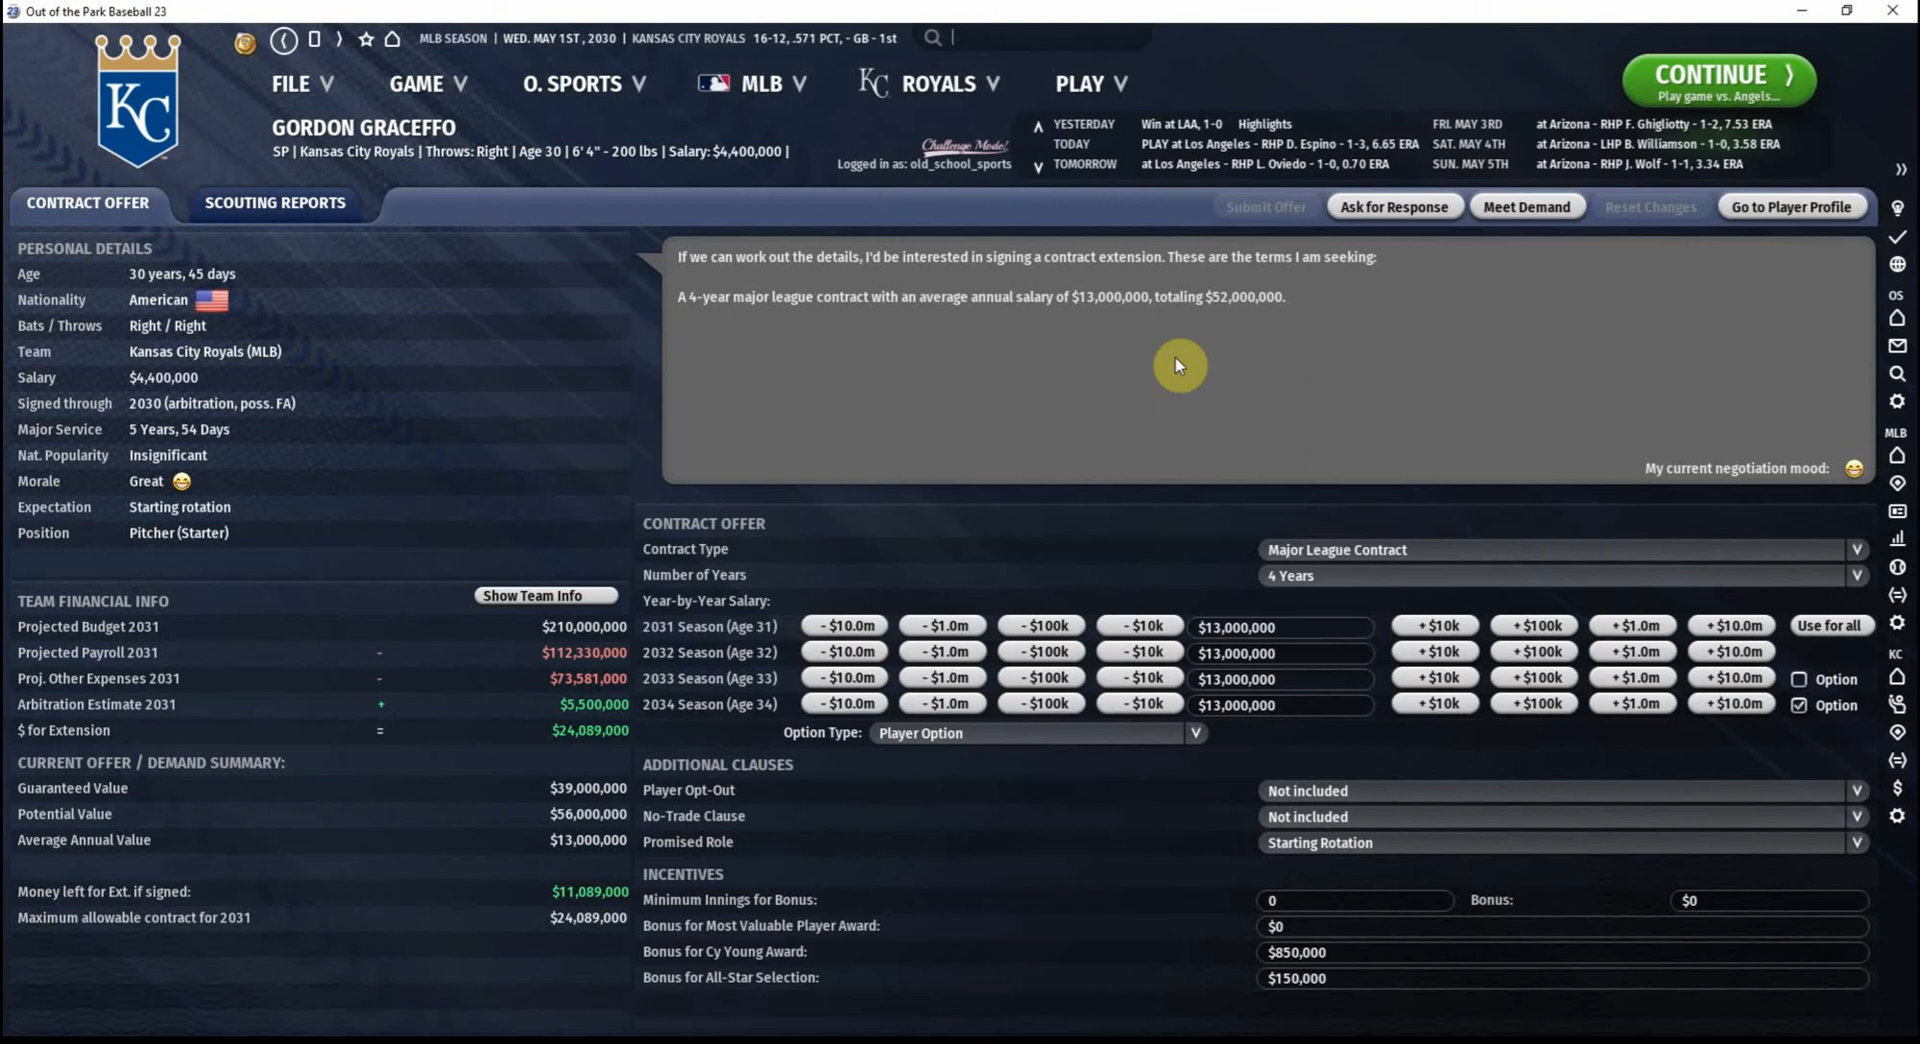 Out of the Park Baseball 23
MLB SEASON | WED. MAY 1ST, 2030 | KANSAS CITY ROYALS 16-12, .571 PCT, - GB - 1st
FILE
GAME
O. SPORTS
MLB
ROYALS
PLAY
CONTINUE
Play game vs. Angels...
GORDON GRACEFFO
SP | Kansas City Royals | Throws: Right | Age 30 | 6' 4" - 200 lbs | Salary: $4,400,000 |
Challenge Mode!
Logged in as: old_school_sports
YESTERDAY Win at LAA, 1-0 Highlights
TODAY PLAY at Los Angeles - RHP D. Espino - 1-3, 6.65 ERA
TOMORROW at Los Angeles - RHP L. Oviedo - 1-0, 0.70 ERA
FRI. MAY 3RD at Arizona - RHP F. Ghigliotty - 1-2, 7.53 ERA
SAT. MAY 4TH at Arizona - LHP B. Williamson - 1-0, 3.58 ERA
SUN. MAY 5TH at Arizona - RHP J. Wolf - 1-1, 3.34 ERA
CONTRACT OFFER
SCOUTING REPORTS
Submit Offer
Ask for Response
Meet Demand
Reset Changes
Go to Player Profile
PERSONAL DETAILS
Age 30 years, 45 days
Nationality American
Bats / Throws Right / Right
Team Kansas City Royals (MLB)
Salary $4,400,000
Signed through 2030 (arbitration, poss. FA)
Major Service 5 Years, 54 Days
Nat. Popularity Insignificant
Morale Great
Expectation Starting rotation
Position Pitcher (Starter)
TEAM FINANCIAL INFO
Show Team Info
Projected Budget 2031 $210,000,000
Projected Payroll 2031 - $112,330,000
Proj. Other Expenses 2031 - $73,581,000
Arbitration Estimate 2031 + $5,500,000
$ for Extension = $24,089,000
CURRENT OFFER / DEMAND SUMMARY:
Guaranteed Value $39,000,000
Potential Value $56,000,000
Average Annual Value $13,000,000
Money left for Ext. if signed: $11,089,000
Maximum allowable contract for 2031 $24,089,000
If we can work out the details, I'd be interested in signing a contract extension. These are the terms I am seeking:
A 4-year major league contract with an average annual salary of $13,000,000, totaling $52,000,000.
My current negotiation mood:
CONTRACT OFFER
Contract Type Major League Contract
Number of Years 4 Years
Year-by-Year Salary:
2031 Season (Age 31) - $10.0m - $1.0m - $100k - $10k $13,000,000 + $10k + $100k + $1.0m + $10.0m Use for all
2032 Season (Age 32) - $10.0m - $1.0m - $100k - $10k $13,000,000 + $10k + $100k + $1.0m + $10.0m
2033 Season (Age 33) - $10.0m - $1.0m - $100k - $10k $13,000,000 + $10k + $100k + $1.0m + $10.0m Option
2034 Season (Age 34) - $10.0m - $1.0m - $100k - $10k $13,000,000 + $10k + $100k + $1.0m + $10.0m Option
Option Type: Player Option
ADDITIONAL CLAUSES
Player Opt-Out Not included
No-Trade Clause Not included
Promised Role Starting Rotation
INCENTIVES
Minimum Innings for Bonus: 0 Bonus: $0
Bonus for Most Valuable Player Award: $0
Bonus for Cy Young Award: $850,000
Bonus for All-Star Selection: $150,000
OS
MLB
KC
KC
KC